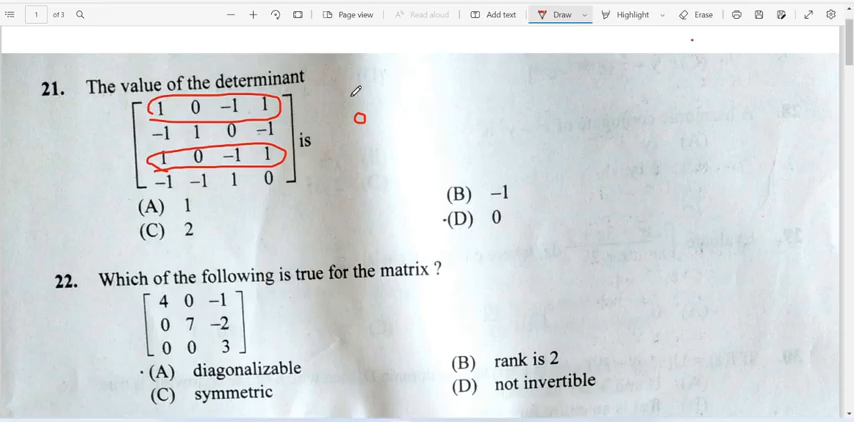 1 of 3 Page view Read aloud Add text Draw Highlight Erase
21. The value of the determinant
1 0 −1 1
−1 1 0 −1
1 0 −1 1
−1 −1 1 0
is
(A) 1 (B) −1
(C) 2 (D) 0
22. Which of the following is true for the matrix ?
4 0 −1
0 7 −2
0 0 3
(A) diagonalizable (B) rank is 2
(C) symmetric (D) not invertible